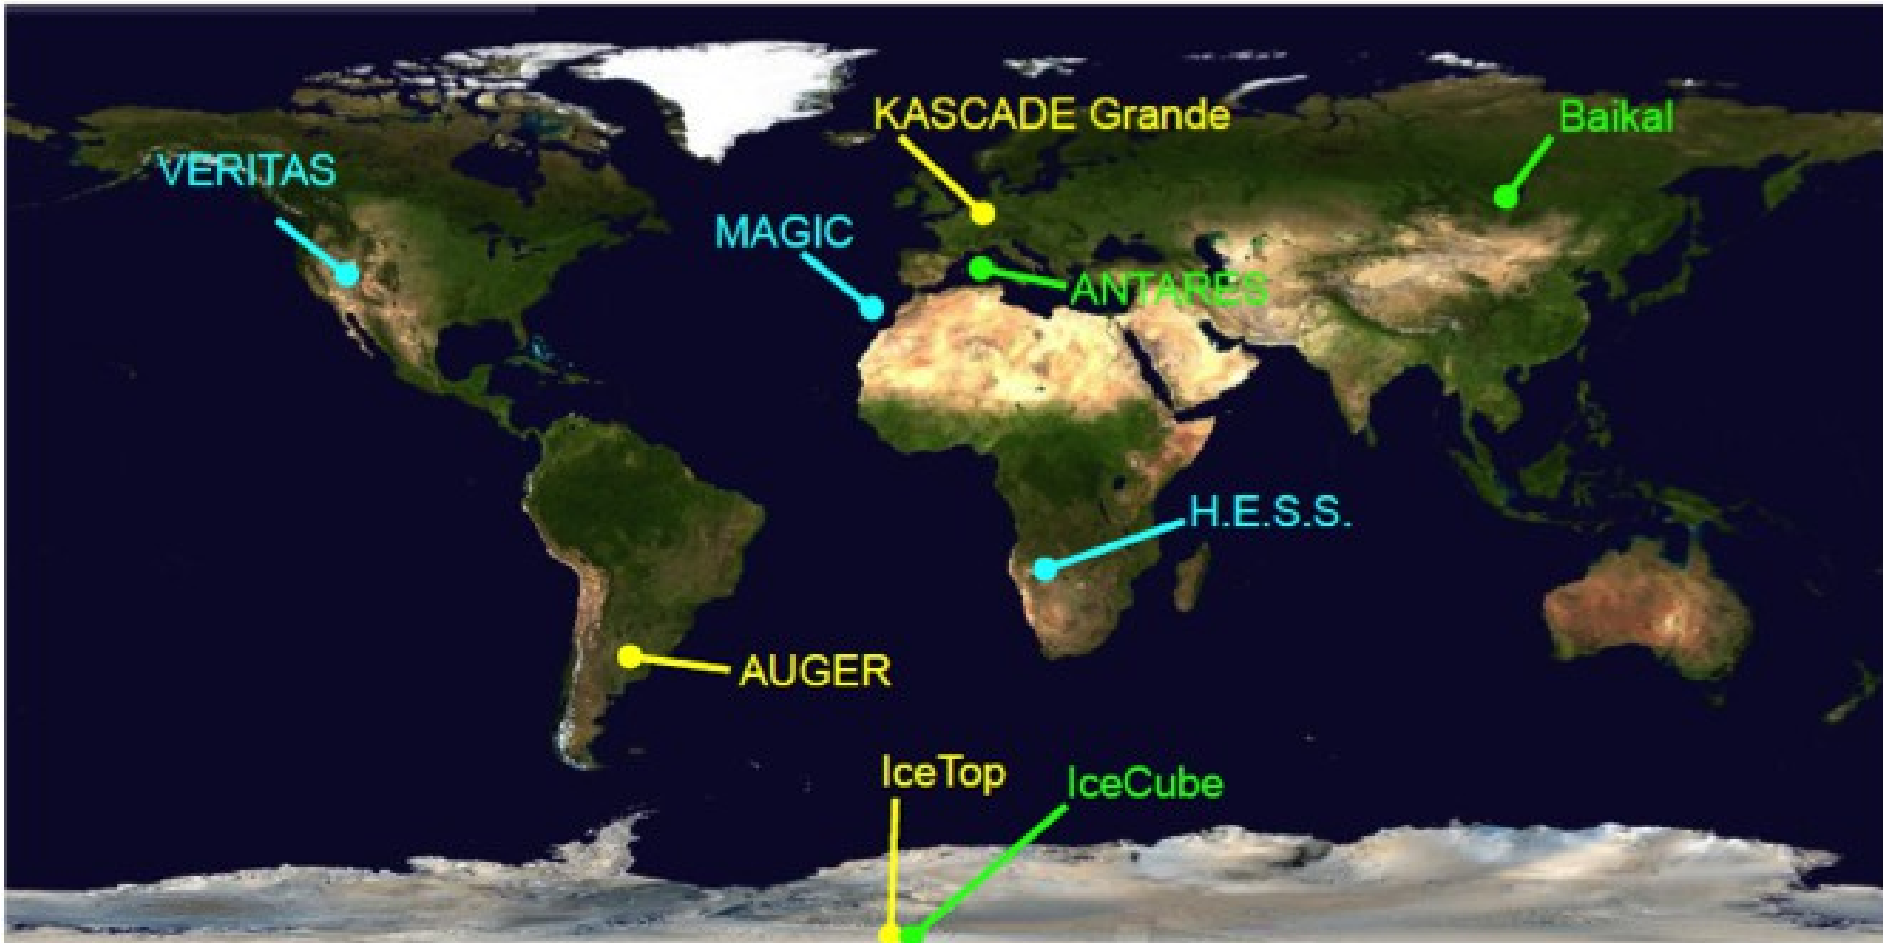 KASCADE Grande
Baikal
VERITAS
MAGIC
ANTARES
H.E.S.S.
AUGER
IceTop
IceCube